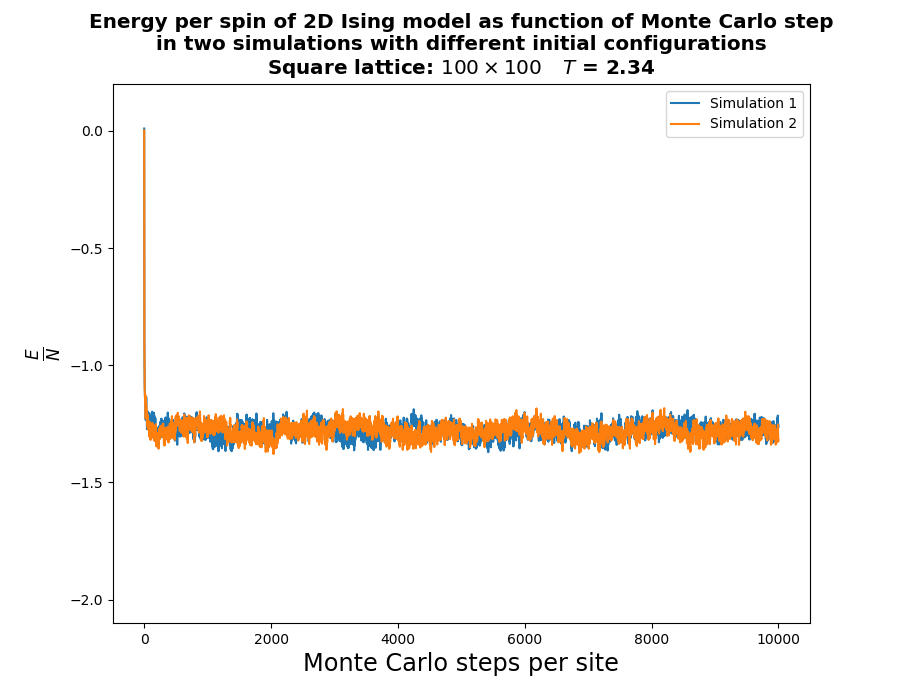 Energy per spin of 2D Ising model as function of Monte Carlo step
in two simulations with different initial configurations
Square lattice: 100 × 100 T = 2.34
Simulation 1
Simulation 2
0.0
−0.5
−1.0
−1.5
−2.0
E
N
0
2000
4000
6000
8000
10000
Monte Carlo steps per site